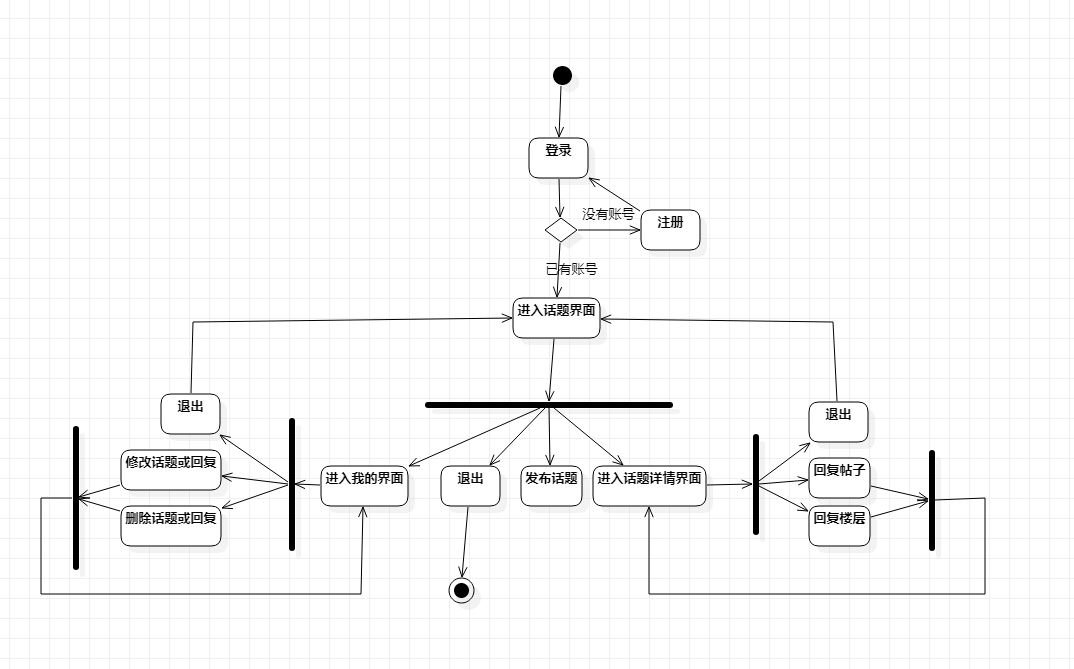 登录
没有账号
注册
已有账号
进入话题界面
退出
退出
修改话题或回复
进入我的界面
退出
发布话题
进入话题详情界面
回复帖子
删除话题或回复
回复楼层